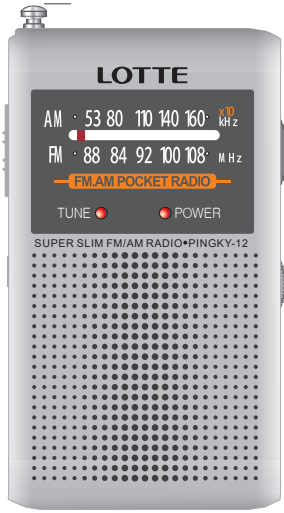 LOTTE
AM 53 80 110 140 160 x10 kHz
FM 88 84 92 100 108 MHz
FM.AM POCKET RADIO
TUNE POWER
SUPER SLIM FM/AM RADIO•PINGKY-12